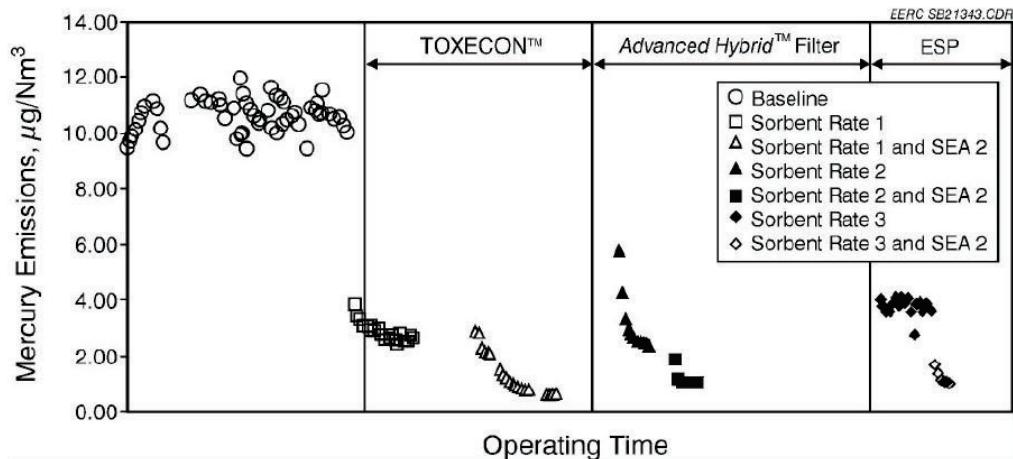 EERC SB21343.CDR
14.00
12.00
10.00
8.00
6.00
4.00
2.00
0.00
Mercury Emissions, µg/Nm3
TOXECON™
Advanced Hybrid™ Filter
ESP
Baseline
Sorbent Rate 1
Sorbent Rate 1 and SEA 2
Sorbent Rate 2
Sorbent Rate 2 and SEA 2
Sorbent Rate 3
Sorbent Rate 3 and SEA 2
Operating Time